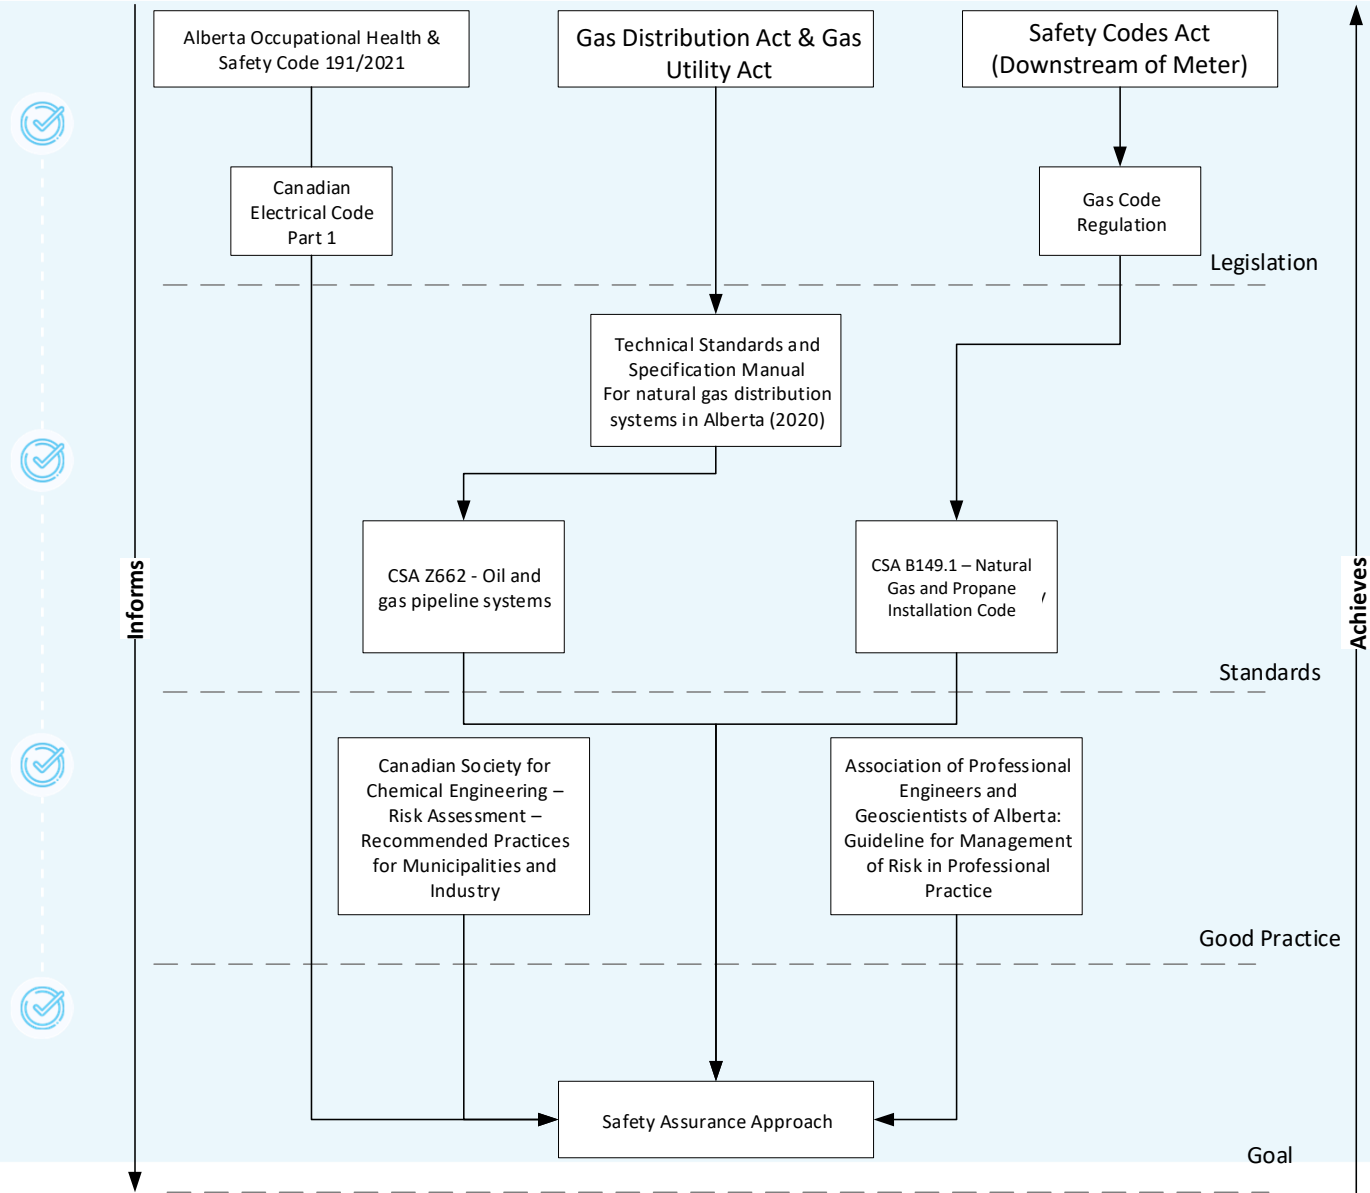 Alberta Occupational Health &
Safety Code 191/2021
Gas Distribution Act & Gas
Utility Act
Safety Codes Act
(Downstream of Meter)
Canadian
Electrical Code
Part 1
Gas Code
Regulation
Legislation
Technical Standards and
Specification Manual
For natural gas distribution
systems in Alberta (2020)
CSA Z662 - Oil and
gas pipeline systems
CSA B149.1 – Natural
Gas and Propane
Installation Code
Informs
Achieves
Standards
Canadian Society for
Chemical Engineering –
Risk Assessment –
Recommended Practices
for Municipalities and
Industry
Association of Professional
Engineers and
Geoscientists of Alberta:
Guideline for Management
of Risk in Professional
Practice
Good Practice
Safety Assurance Approach
Goal